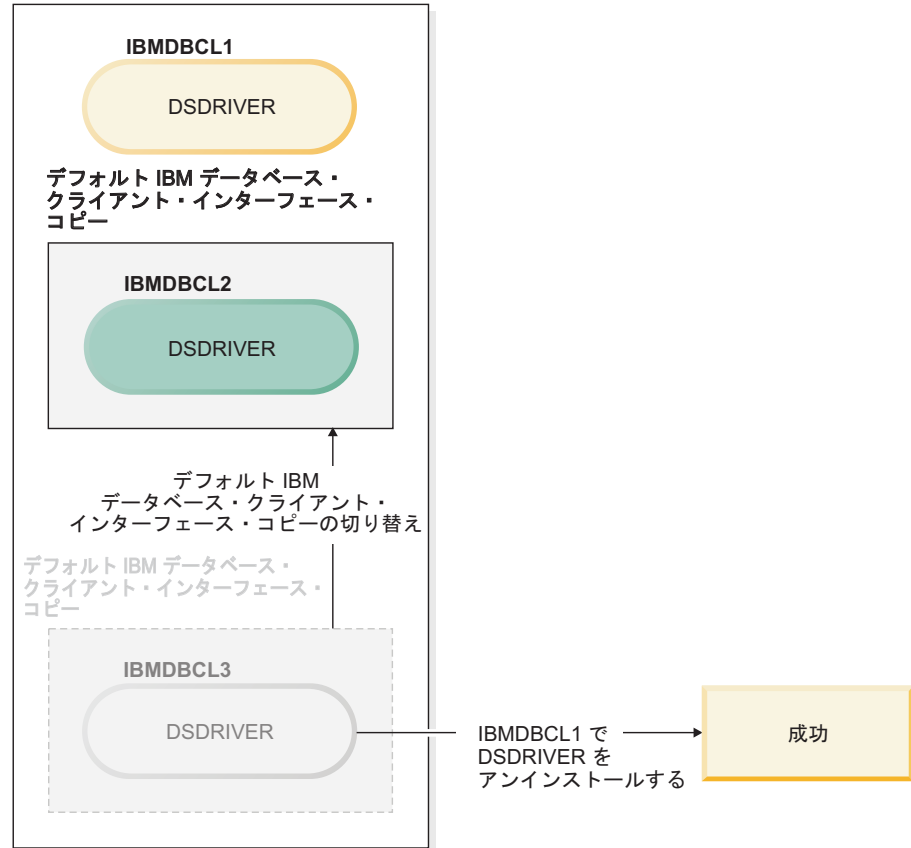 IBMDBCL1
DSDRIVER
デフォルト IBM データベース・
クライアント・インターフェース・
コピー
IBMDBCL2
DSDRIVER
デフォルト IBM
データベース・クライアント・
インターフェース・コピーの切り替え
デフォルト IBM データベース・
クライアント・インターフェース・
コピー
IBMDBCL3
DSDRIVER
IBMDBCL1 で
DSDRIVER を
アンインストールする
成功